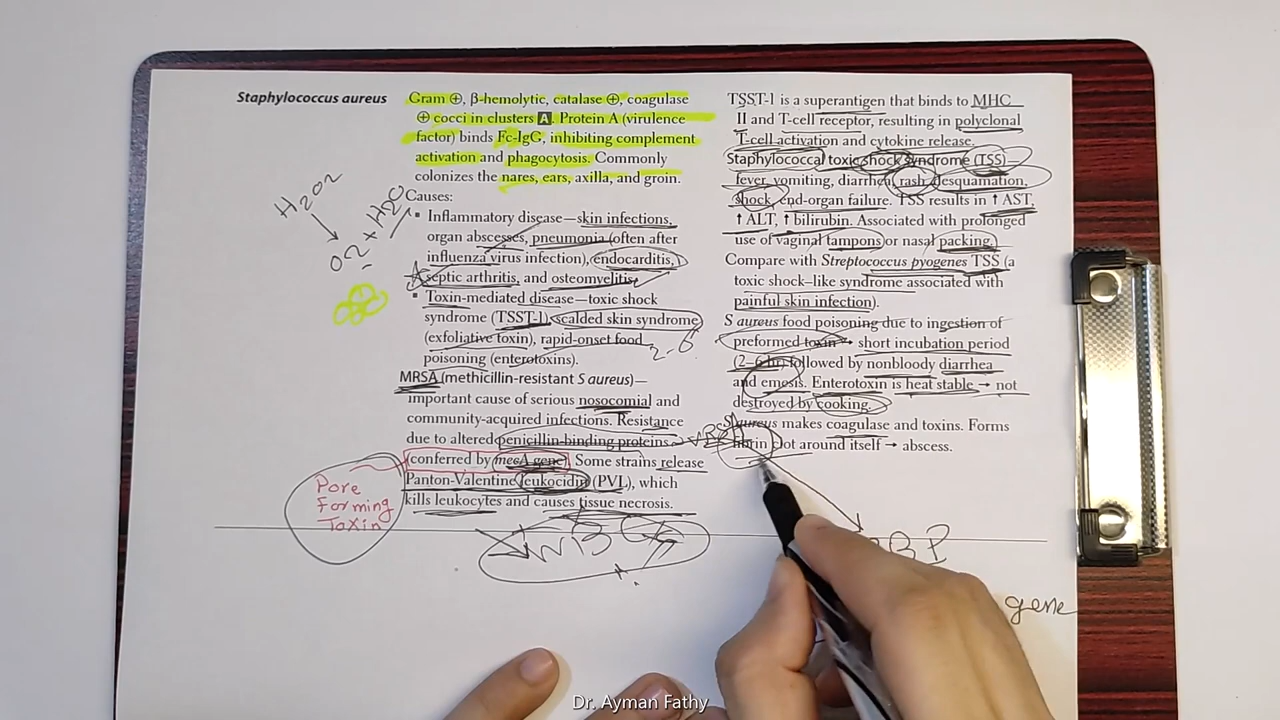 Staphylococcus aureus
Gram ⊕, β-hemolytic, catalase ⊕, coagulase
⊕ cocci in clusters A. Protein A (virulence
factor) binds Fc-IgG, inhibiting complement
activation and phagocytosis. Commonly
colonizes the nares, ears, axilla, and groin.
Causes:
▪ Inflammatory disease—skin infections,
organ abscesses, pneumonia (often after
influenza virus infection), endocarditis,
septic arthritis, and osteomyelitis.
▪ Toxin-mediated disease—toxic shock
syndrome (TSST-1), scalded skin syndrome
(exfoliative toxin), rapid-onset food
poisoning (enterotoxins).
MRSA (methicillin-resistant S aureus)—
important cause of serious nosocomial and
community-acquired infections. Resistance
due to altered penicillin-binding proteins
(conferred by mecA gene). Some strains release
Panton-Valentine leukocidin (PVL), which
kills leukocytes and causes tissue necrosis.
TSST-1 is a superantigen that binds to MHC
II and T-cell receptor, resulting in polyclonal
T-cell activation and cytokine release.
Staphylococcal toxic shock syndrome (TSS)—
fever, vomiting, diarrhea, rash, desquamation,
shock, end-organ failure. TSS results in ↑ AST,
↑ ALT, ↑ bilirubin. Associated with prolonged
use of vaginal tampons or nasal packing.
Compare with Streptococcus pyogenes TSS (a
toxic shock–like syndrome associated with
painful skin infection).
S aureus food poisoning due to ingestion of
preformed toxin → short incubation period
(2–6 hr) followed by nonbloody diarrhea
and emesis. Enterotoxin is heat stable → not
destroyed by cooking.
S aureus makes coagulase and toxins. Forms
fibrin clot around itself → abscess.
H2O2
O2 + H2O
2-6
Pore
Forming
Toxin
WBC
PBP
gene
Dr. Ayman Fathy